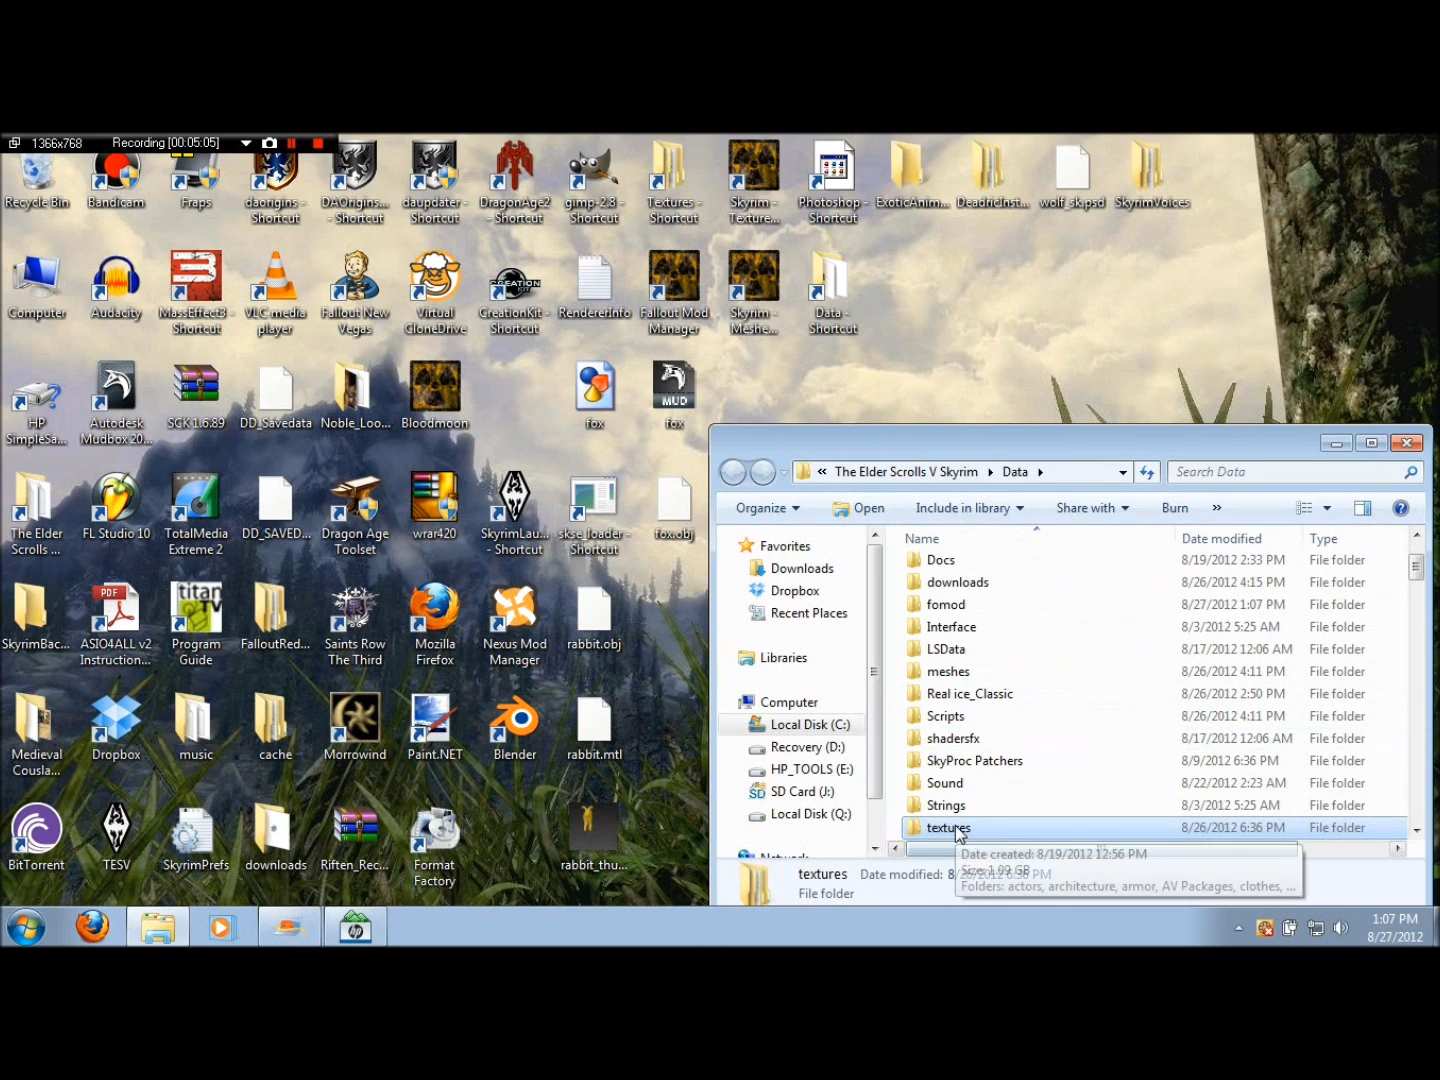 1366x768 Recording [00:05:05]
Recycle Bin
Bandicam
Fraps
daorigins - Shortcut
DAOrigins... - Shortcut
daupdater - Shortcut
DragonAge2 - Shortcut
gimp-2.8 - Shortcut
Textures - Shortcut
Skyrim - Texture...
Photoshop - Shortcut
ExoticAnim...
DeadricInst...
wolf_sk.psd
SkyrimVoices
Computer
Audacity
MassEffect3 - Shortcut
VLC media player
Fallout New Vegas
Virtual CloneDrive
CREATION KIT
CreationKit - Shortcut
RendererInfo
Fallout Mod Manager
Skyrim - Meshe...
Data - Shortcut
HP SimpleSa...
Autodesk Mudbox 20...
SCK 1.6.89
DD_Savedata
Noble_Loo...
Bloodmoon
fox
MUD
fox
The Elder Scrolls ...
FL Studio 10
TotalMedia Extreme 2
DD_SAVED...
Dragon Age Toolset
wrar420
SkyrimLau... - Shortcut
skse_loader - Shortcut
fox.obj
SkyrimBac...
PDF
ASIO4ALL v2 Instruction...
titan TV
Program Guide
FalloutRed...
Saints Row The Third
Mozilla Firefox
Nexus Mod Manager
rabbit.obj
Medieval Cousla...
Dropbox
music
cache
Morrowind
Paint.NET
Blender
rabbit.mtl
BitTorrent
TESV
SkyrimPrefs
downloads
Riften_Rec...
Format Factory
rabbit_thu...
« The Elder Scrolls V Skyrim Data
Search Data
Organize Open Include in library Share with Burn »
Favorites
Downloads
Dropbox
Recent Places
Libraries
Computer
Local Disk (C:)
Recovery (D:)
HP_TOOLS (E:)
SD Card (J:)
Local Disk (Q:)
Network
Name Date modified Type
Docs 8/19/2012 2:33 PM File folder
downloads 8/26/2012 4:15 PM File folder
fomod 8/27/2012 1:07 PM File folder
Interface 8/3/2012 5:25 AM File folder
LSData 8/17/2012 12:06 AM File folder
meshes 8/26/2012 4:11 PM File folder
Real ice_Classic 8/26/2012 2:50 PM File folder
Scripts 8/26/2012 4:11 PM File folder
shadersfx 8/17/2012 12:06 AM File folder
SkyProc Patchers 8/9/2012 6:36 PM File folder
Sound 8/22/2012 2:23 AM File folder
Strings 8/3/2012 5:25 AM File folder
textures 8/26/2012 6:36 PM File folder
Date created: 8/19/2012 12:56 PM
Size: 1.09 GB
Folders: actors, architecture, armor, AV Packages, clothes, ...
textures Date modified: 8/26/2012 6:36 PM
File folder
hp
1:07 PM
8/27/2012